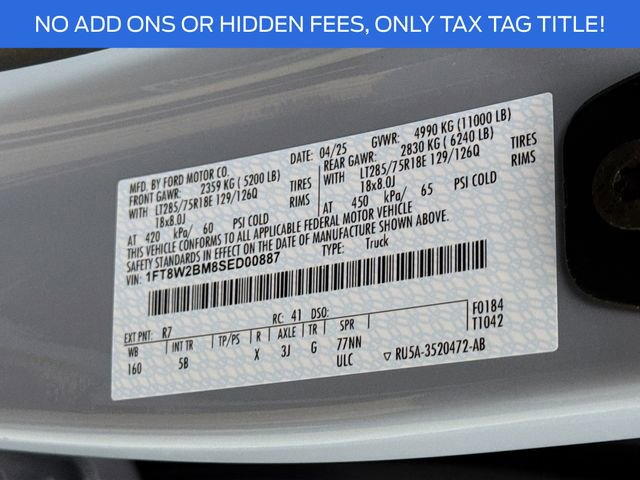 NO ADD ONS OR HIDDEN FEES, ONLY TAX TAG TITLE!
MFD. BY FORD MOTOR CO. DATE: 04/25 GVWR: 4990 KG (11000 LB)
FRONT GAWR: 2359 KG ( 5200 LB) REAR GAWR: 2830 KG ( 6240 LB)
WITH LT285/75R18E 129/126Q TIRES WITH LT285/75R18E 129/126Q TIRES
18x8.0J RIMS 18x8.0J RIMS
AT 420 kPa/ 60 PSI COLD AT 450 kPa/ 65 PSI COLD
THIS VEHICLE CONFORMS TO ALL APPLICABLE FEDERAL MOTOR VEHICLE
SAFETY STANDARDS IN EFFECT ON THE DATE OF MANUFACTURE SHOWN ABOVE.
VIN: 1FT8W2BM8SED00887 TYPE: Truck
EXT PNT: R7 RC: 41 DSO: F0184
WB INT TR TP/PS R AXLE TR SPR T1042
160 5B X 3J G 77NN
ULC ▽ RU5A-3520472-AB